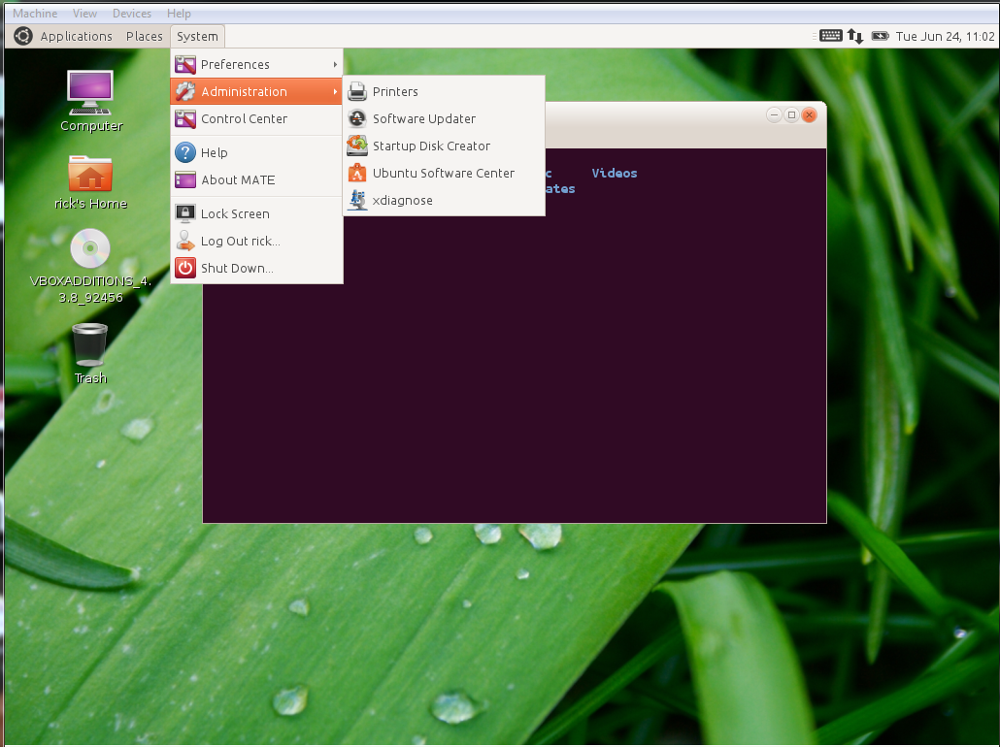 Machine View Devices Help
Applications Places System Tue Jun 24, 11:02
Preferences
Administration
Control Center
Help
About MATE
Lock Screen
Log Out rick...
Shut Down...
Printers
Software Updater
Startup Disk Creator
Ubuntu Software Center
xdiagnose
Videos
Computer
rick's Home
VBOXADDITIONS_4.
3.8_92456
Trash